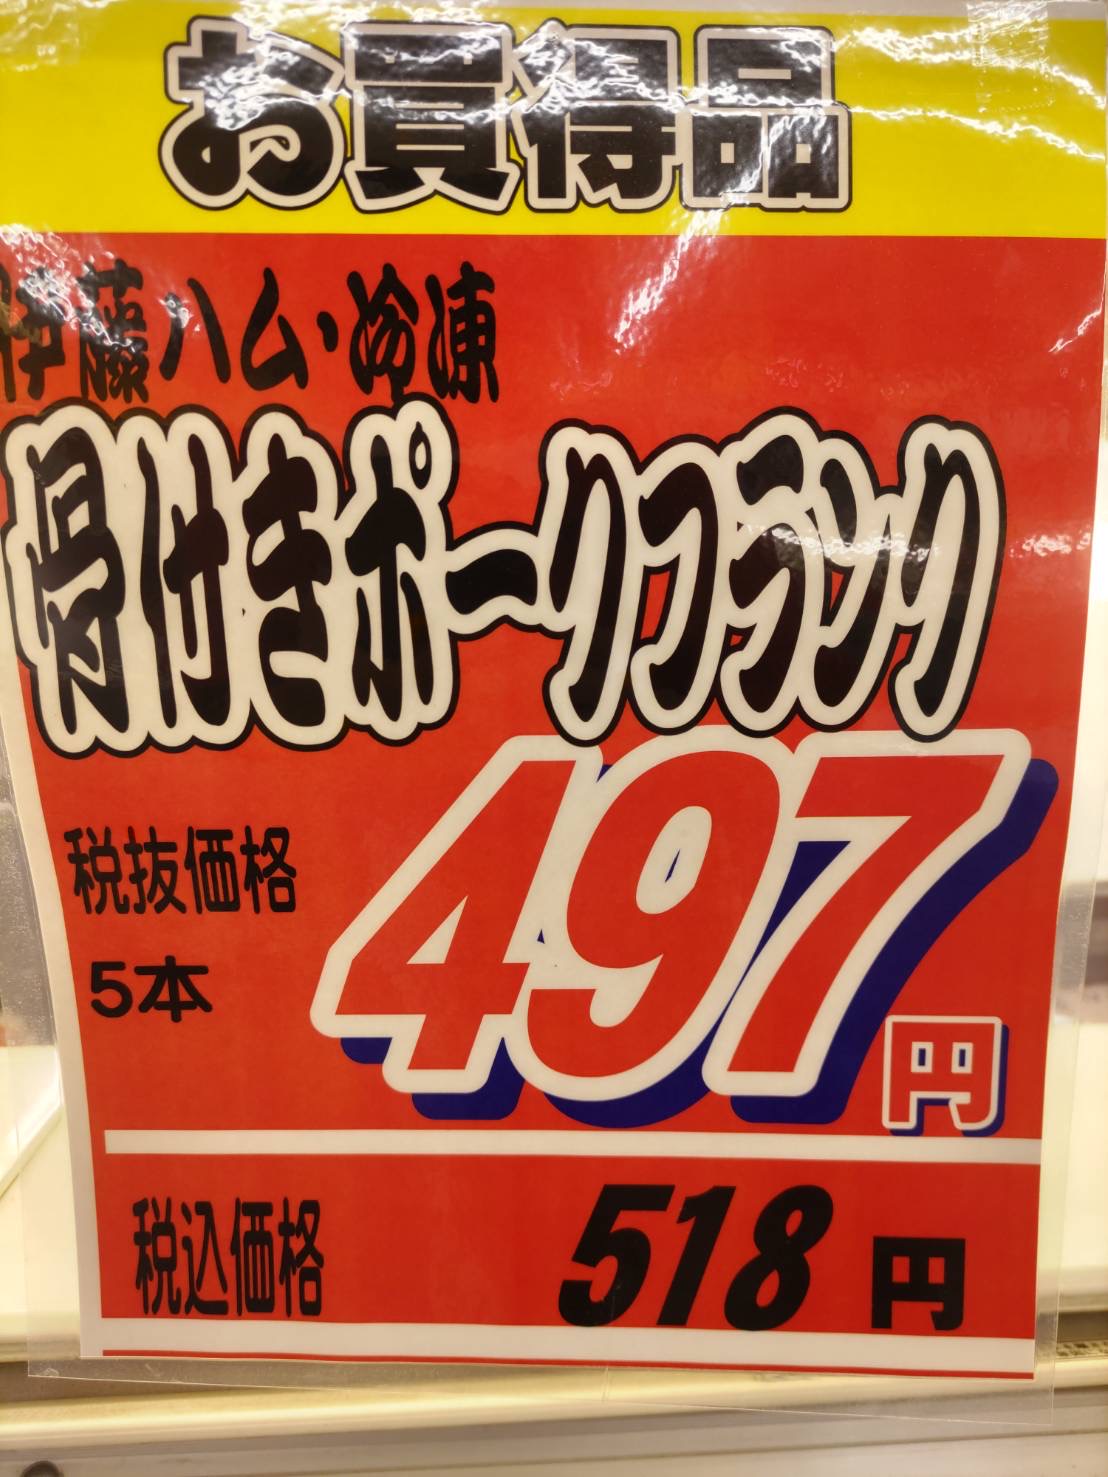 お買得品
伊藤ハム・冷凍
骨付きポークフランク
税抜価格
5本
497円
税込価格 518円